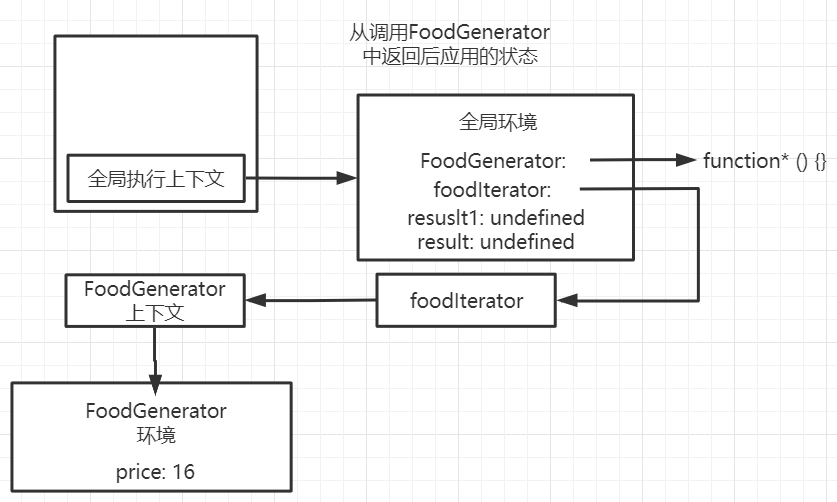 从调用FoodGenerator
中返回后应用的状态
全局执行上下文
全局环境
FoodGenerator:
function* () {}
foodIterator:
resuslt1: undefined
result: undefined
FoodGenerator
上下文
foodIterator
FoodGenerator
环境
price: 16